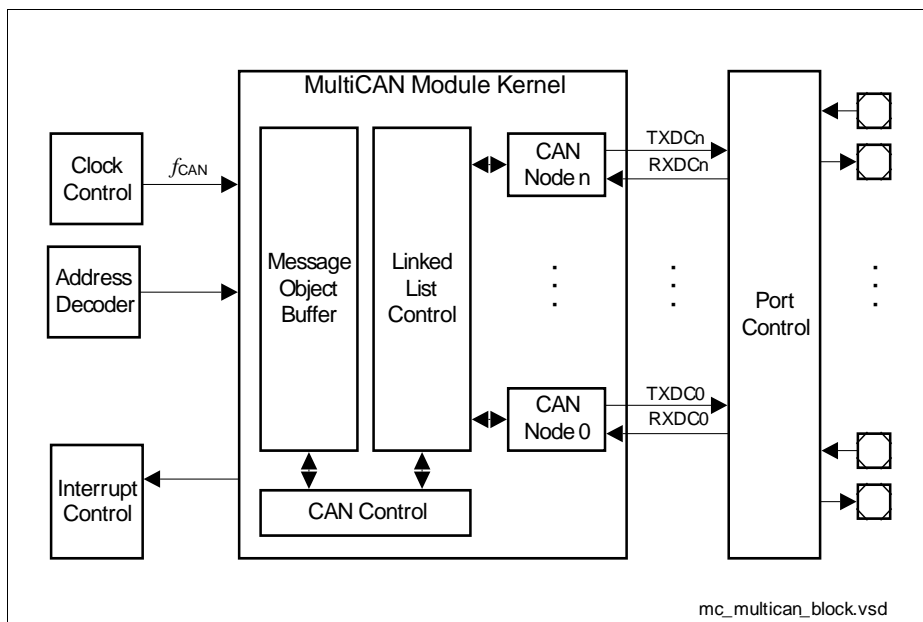 MultiCAN Module Kernel
Clock
Control
fCAN
Address
Decoder
Interrupt
Control
Message
Object
Buffer
Linked
List
Control
CAN Control
CAN
Node n
TXDCn
RXDCn
CAN
Node 0
TXDC0
RXDC0
Port
Control
mc_multican_block.vsd